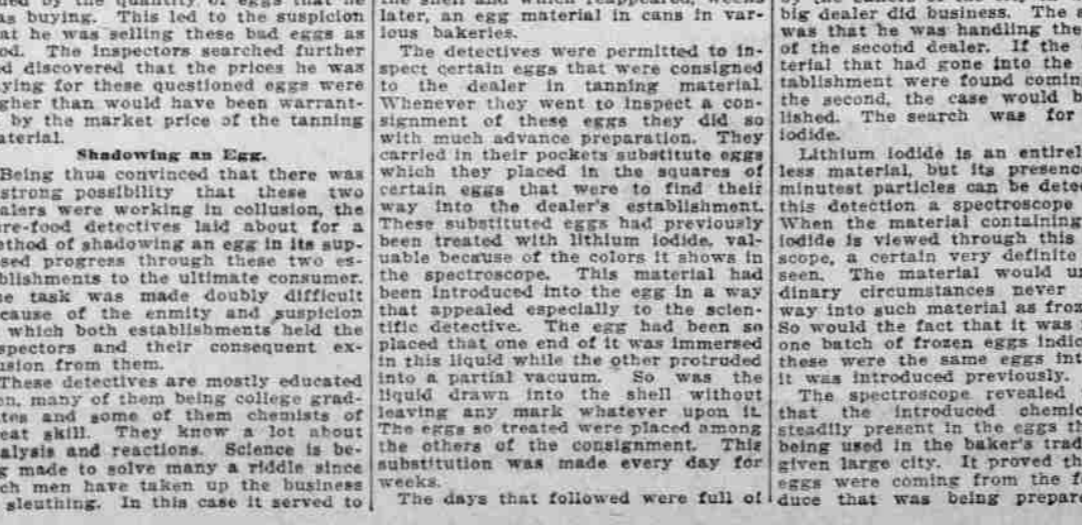 by the quantity of eggs that he
as buying. This led to the suspicion
at he was selling these bad eggs as
od. The inspectors searched further
d discovered that the prices he was
ying for these questioned eggs were
gher than would have been warrant-
by the market price of the tanning
aterial.
Shadowing an Egg.
Being thus convinced that there was
strong possibility that these two
alers were working in collusion, the
re-food detectives laid about for a
ethod of shadowing an egg in its sup-
sed progress through these two es-
blishments to the ultimate consumer.
e task was made doubly difficult
cause of the enmity and suspicion
which both establishments held the
spectors and their consequent ex-
usion from them.
These detectives are mostly educated
en, many of them being college grad-
tes and some of them chemists of
eat skill. They know a lot about
alysis and reactions. Science is be-
g made to solve many a riddle since
ch men have taken up the business
sleuthing. In this case it served to
the shell and which reappeared, weeks
later, an egg material in cans in var-
ious bakeries.
The detectives were permitted to in-
spect certain eggs that were consigned
to the dealer in tanning material.
Whenever they went to inspect a con-
signment of these eggs they did so
with much advance preparation. They
carried in their pockets substitute eggs
which they placed in the squares of
certain eggs that were to find their
way into the dealer's establishment.
These substituted eggs had previously
been treated with lithium iodide, val-
uable because of the colors it shows in
the spectroscope. This material had
been introduced into the egg in a way
that appealed especially to the scien-
tific detective. The egg had been so
placed that one end of it was immersed
in this liquid while the other protruded
into a partial vacuum. So was the
liquid drawn into the shell without
leaving any mark whatever upon it.
The eggs so treated were placed among
the others of the consignment. This
substitution was made every day for
weeks.
The days that followed were full of
big dealer did business. The a
was that he was handling the
of the second dealer. If the
terial that had gone into the
tablishment were found comin
the second, the case would b
lished. The search was for
iodide.
Lithium iodide is an entirel
less material, but its presenc
minutest particles can be dete
this detection a spectroscope
When the material containing
iodide is viewed through this
scope, a certain very definite
seen. The material would u
dinary circumstances never
way into such material as froz
So would the fact that it was
one batch of frozen eggs indic
these were the same eggs int
it was introduced previously.
The spectroscope revealed
that the introduced chemic
steadily present in the eggs th
being used in the baker's trad
given large city. It proved th
eggs were coming from the f
duce that was being prepar